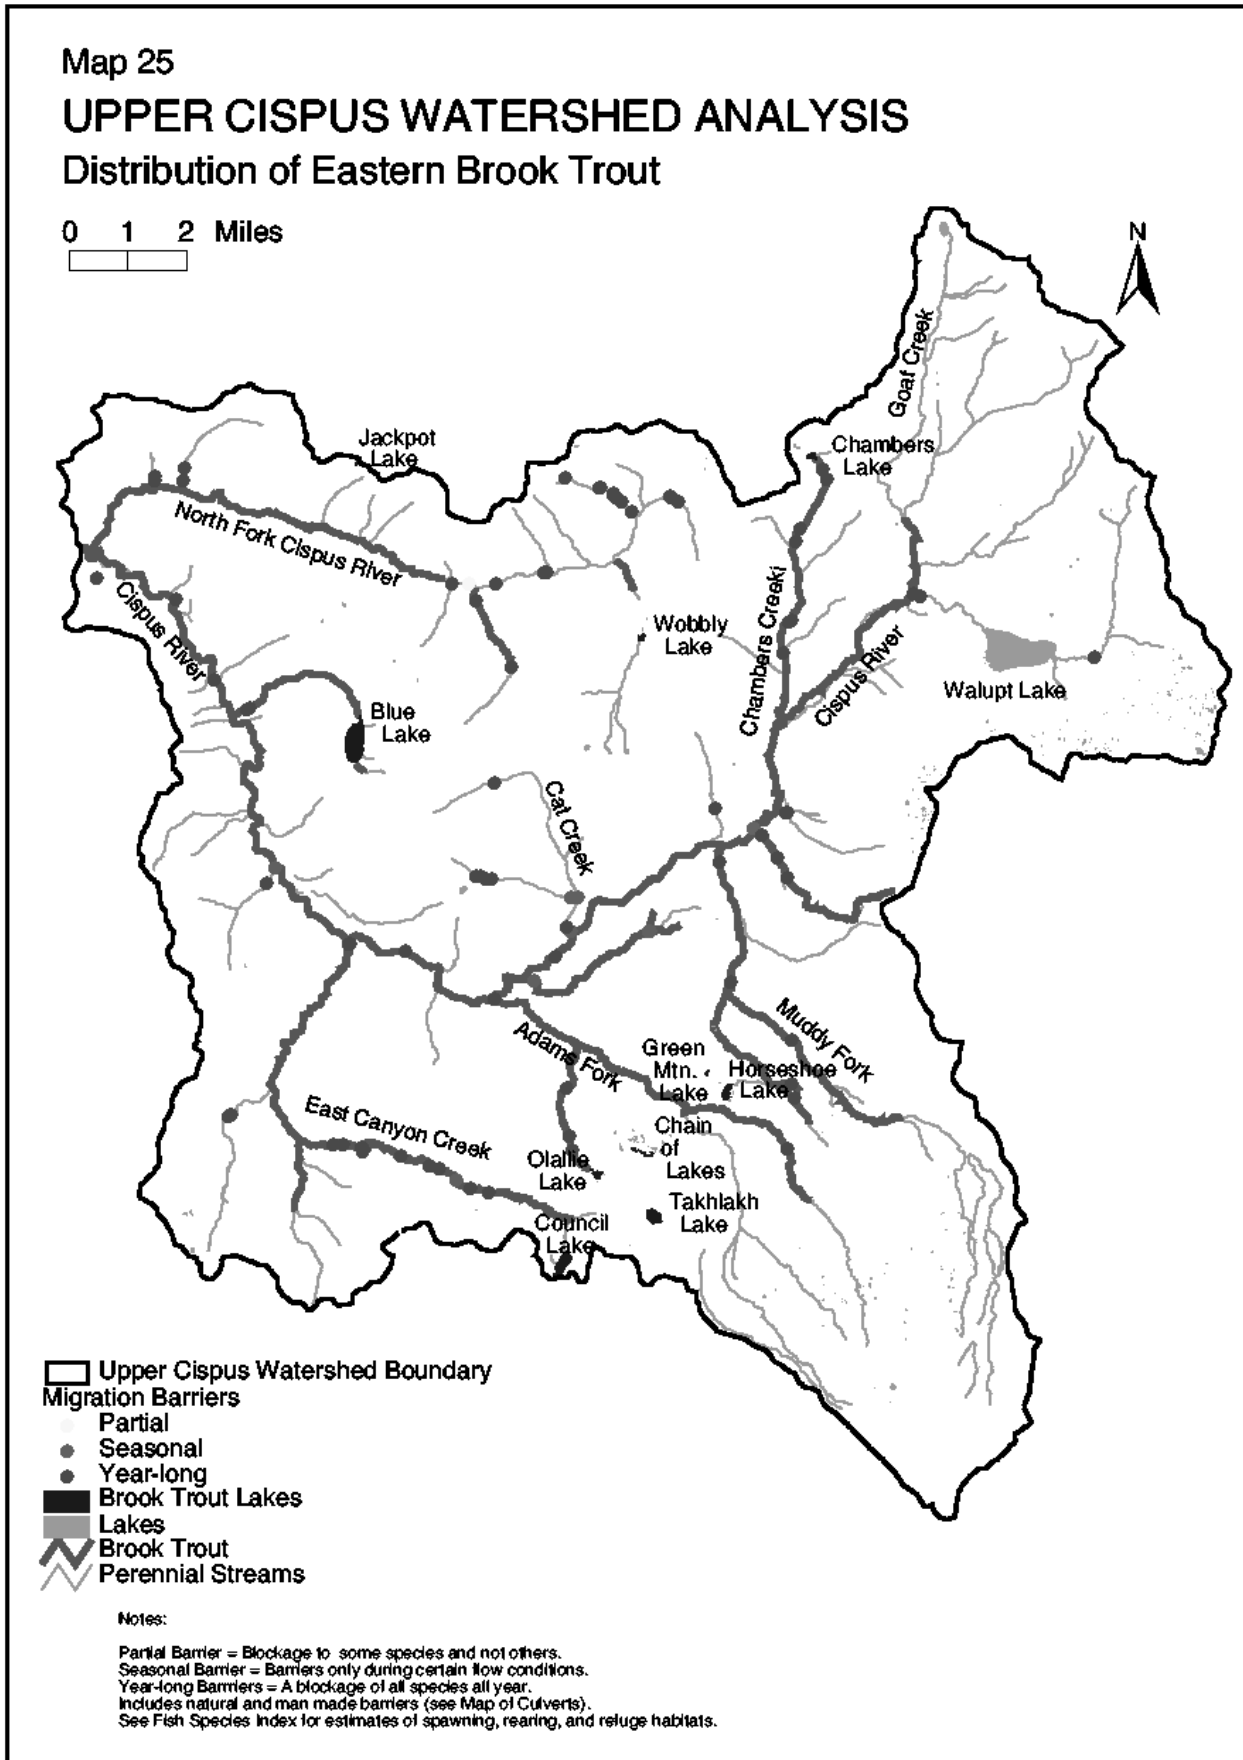 Map 25
UPPER CISPUS WATERSHED ANALYSIS
Distribution of Eastern Brook Trout
0 1 2 Miles
N
Goat Creek
Jackpot
Lake
Chambers
Lake
North Fork Cispus River
Cispus River
Wobbly
Lake
Chambers Creeki
Cispus River
Walupt Lake
Blue
Lake
Cat Creek
Adams Fork
Muddy Fork
Green
Mtn.
Lake
Horseshoe
Lake
East Canyon Creek
Chain
of
Lakes
Olallie
Lake
Takhlakh
Lake
Council
Lake
Upper Cispus Watershed Boundary
Migration Barriers
Partial
Seasonal
Year-long
Brook Trout Lakes
Lakes
Brook Trout
Perennial Streams
Notes:
Partial Barrier = Blockage to some species and not others.
Seasonal Barrier = Barriers only during certain flow conditions.
Year-long Barrriers = A blockage of all species all year.
Includes natural and man made barriers (see Map of Culverts).
See Fish Species Index for estimates of spawning, rearing, and refuge habitats.